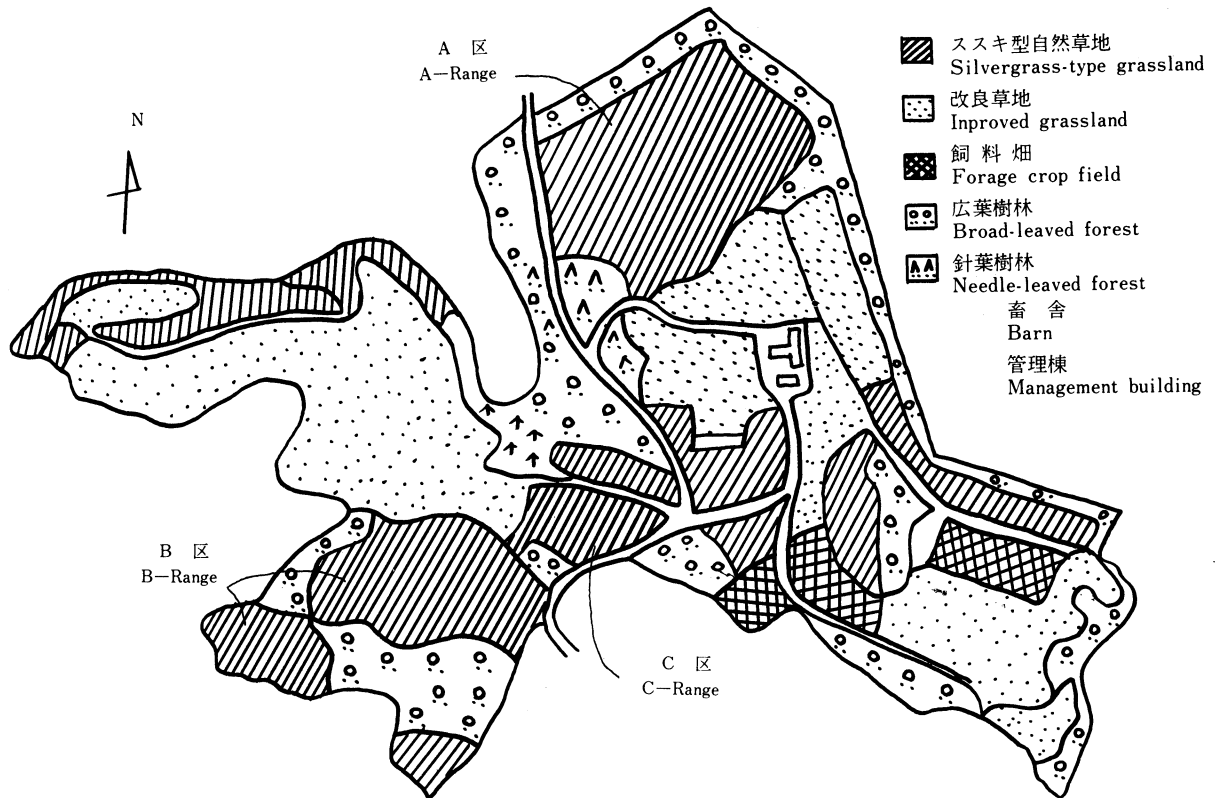 A 区
A—Range
N
B 区
B—Range
C 区
C—Range
ススキ型自然草地
Silvergrass-type grassland
改良草地
Inproved grassland
飼料畑
Forage crop field
広葉樹林
Broad-leaved forest
針葉樹林
Needle-leaved forest
畜舎
Barn
管理棟
Management building